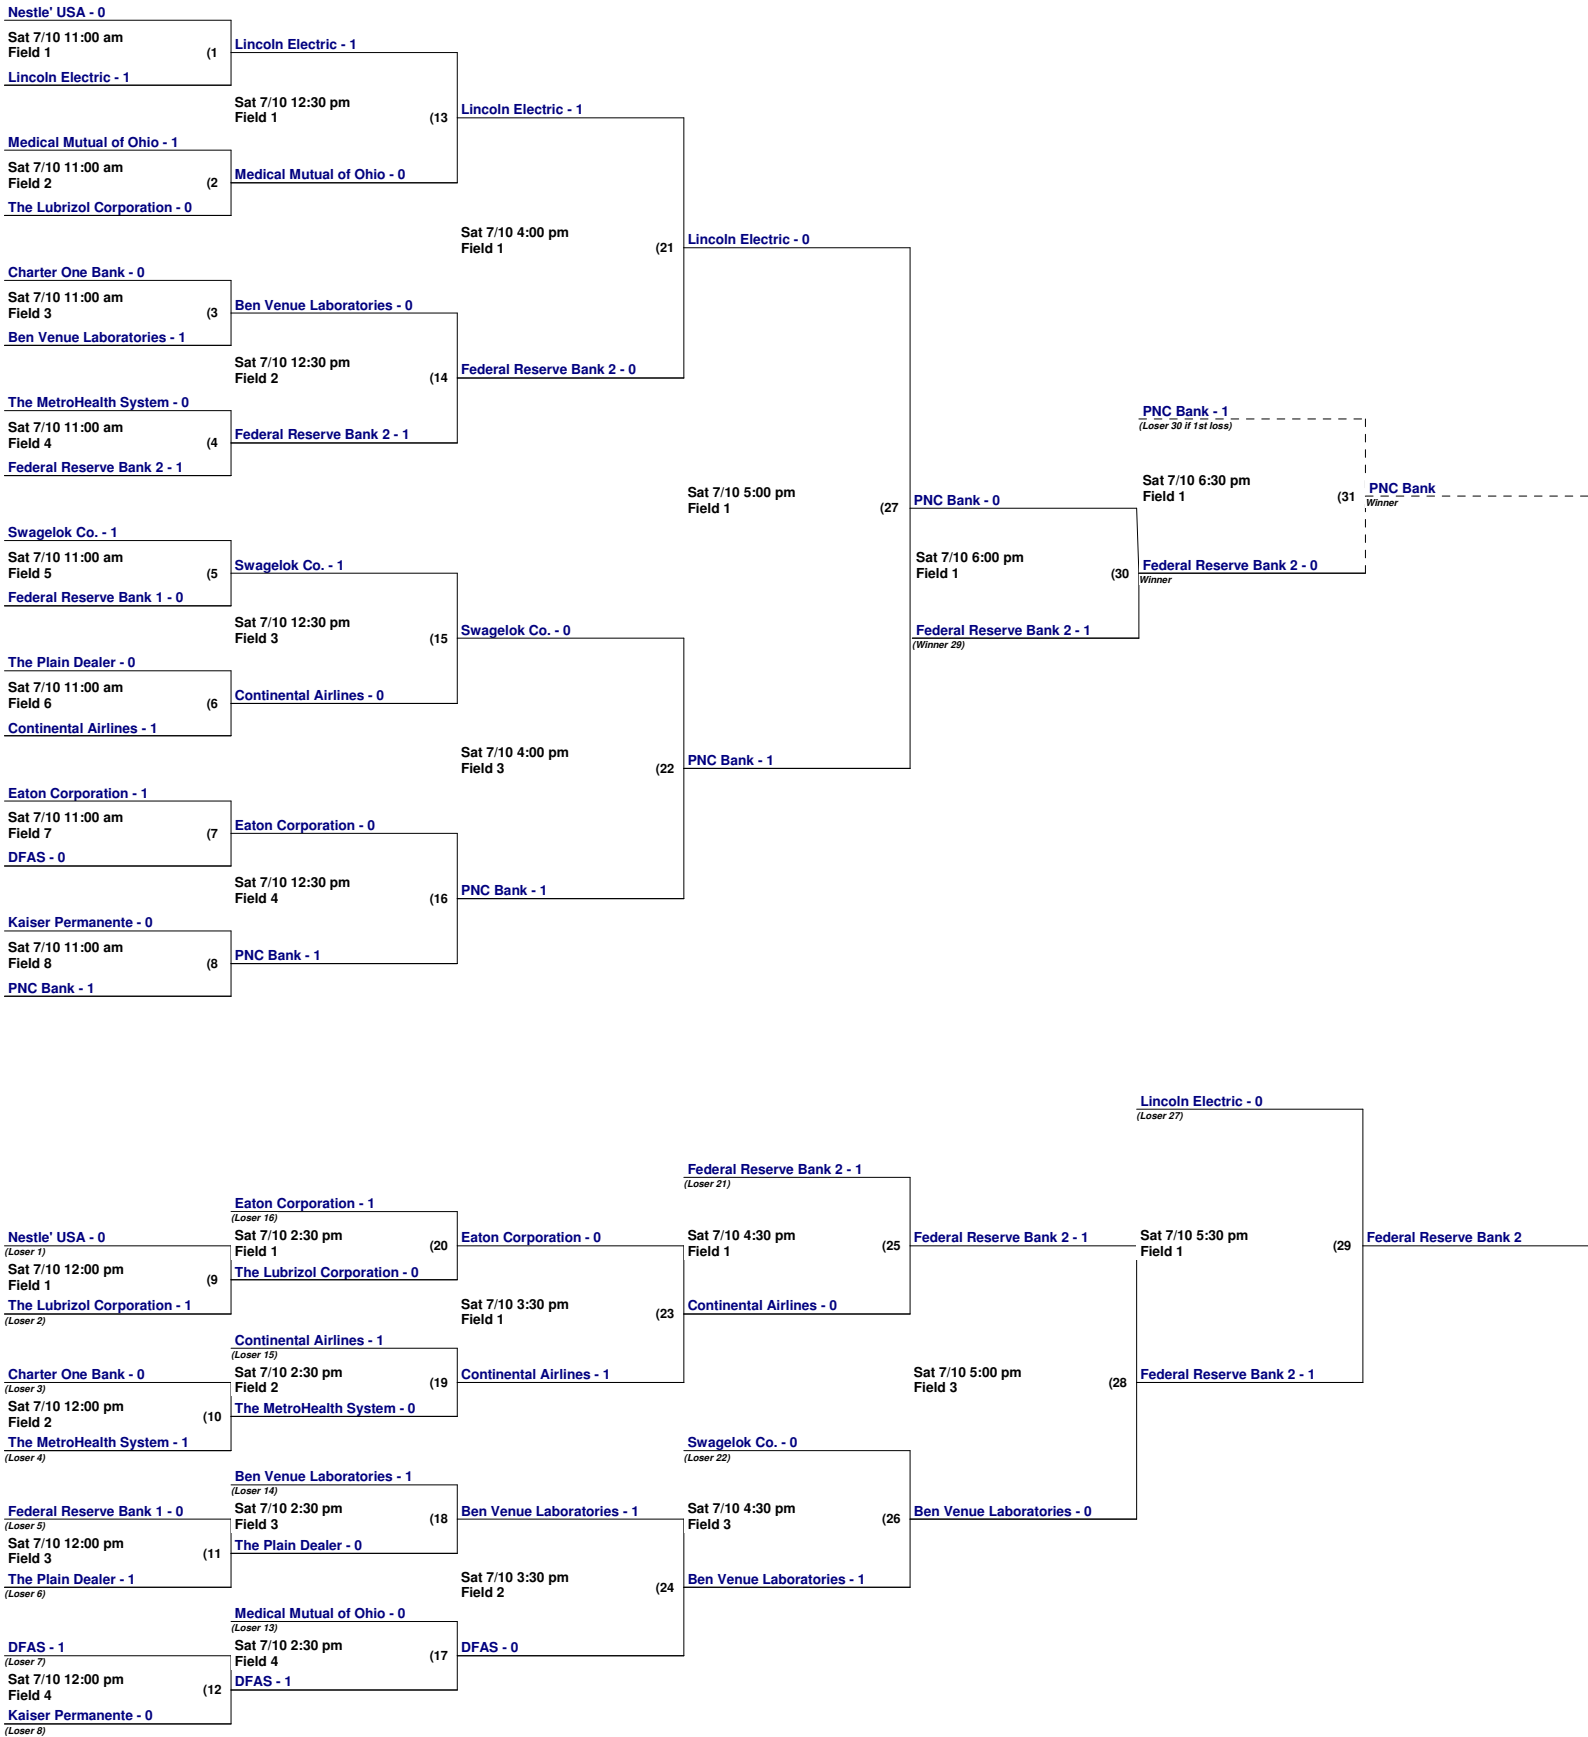 Nestle' USA - 0
Sat 7/10 11:00 am
Field 1
(1
Lincoln Electric - 1
Lincoln Electric - 1
Sat 7/10 12:30 pm
Field 1
(13
Lincoln Electric - 1
Medical Mutual of Ohio - 1
Sat 7/10 11:00 am
Field 2
(2
Medical Mutual of Ohio - 0
The Lubrizol Corporation - 0
Sat 7/10 4:00 pm
Field 1
(21
Lincoln Electric - 0
Charter One Bank - 0
Sat 7/10 11:00 am
Field 3
(3
Ben Venue Laboratories - 0
Ben Venue Laboratories - 1
Sat 7/10 12:30 pm
Field 2
(14
Federal Reserve Bank 2 - 0
The MetroHealth System - 0
Sat 7/10 11:00 am
Field 4
(4
Federal Reserve Bank 2 - 1
Federal Reserve Bank 2 - 1
PNC Bank - 1
(Loser 30 if 1st loss)
Sat 7/10 5:00 pm
Field 1
(27
PNC Bank - 0
Sat 7/10 6:30 pm
Field 1
(31
PNC Bank
Winner
Swagelok Co. - 1
Sat 7/10 11:00 am
Field 5
(5
Swagelok Co. - 1
Federal Reserve Bank 1 - 0
Sat 7/10 6:00 pm
Field 1
(30
Federal Reserve Bank 2 - 0
Winner
Sat 7/10 12:30 pm
Field 3
(15
Swagelok Co. - 0
Federal Reserve Bank 2 - 1
(Winner 29)
The Plain Dealer - 0
Sat 7/10 11:00 am
Field 6
(6
Continental Airlines - 0
Continental Airlines - 1
Sat 7/10 4:00 pm
Field 3
(22
PNC Bank - 1
Eaton Corporation - 1
Sat 7/10 11:00 am
Field 7
(7
Eaton Corporation - 0
DFAS - 0
Sat 7/10 12:30 pm
Field 4
(16
PNC Bank - 1
Kaiser Permanente - 0
Sat 7/10 11:00 am
Field 8
(8
PNC Bank - 1
PNC Bank - 1
Lincoln Electric - 0
(Loser 27)
Federal Reserve Bank 2 - 1
(Loser 21)
Eaton Corporation - 1
(Loser 16)
Nestle' USA - 0
(Loser 1)
Sat 7/10 2:30 pm
Field 1
(20
Eaton Corporation - 0
Sat 7/10 4:30 pm
Field 1
(25
Federal Reserve Bank 2 - 1
Sat 7/10 5:30 pm
Field 1
(29
Federal Reserve Bank 2
Sat 7/10 12:00 pm
Field 1
(9
The Lubrizol Corporation - 0
The Lubrizol Corporation - 1
(Loser 2)
Sat 7/10 3:30 pm
Field 1
(23
Continental Airlines - 0
Continental Airlines - 1
(Loser 15)
Charter One Bank - 0
(Loser 3)
Sat 7/10 2:30 pm
Field 2
(19
Continental Airlines - 1
Sat 7/10 5:00 pm
Field 3
(28
Federal Reserve Bank 2 - 1
Sat 7/10 12:00 pm
Field 2
(10
The MetroHealth System - 0
The MetroHealth System - 1
(Loser 4)
Swagelok Co. - 0
(Loser 22)
Ben Venue Laboratories - 1
(Loser 14)
Federal Reserve Bank 1 - 0
(Loser 5)
Sat 7/10 2:30 pm
Field 3
(18
Ben Venue Laboratories - 1
Sat 7/10 4:30 pm
Field 3
(26
Ben Venue Laboratories - 0
Sat 7/10 12:00 pm
Field 3
(11
The Plain Dealer - 0
The Plain Dealer - 1
(Loser 6)
Sat 7/10 3:30 pm
Field 2
(24
Ben Venue Laboratories - 1
Medical Mutual of Ohio - 0
(Loser 13)
DFAS - 1
(Loser 7)
Sat 7/10 2:30 pm
Field 4
(17
DFAS - 0
Sat 7/10 12:00 pm
Field 4
(12
DFAS - 1
Kaiser Permanente - 0
(Loser 8)